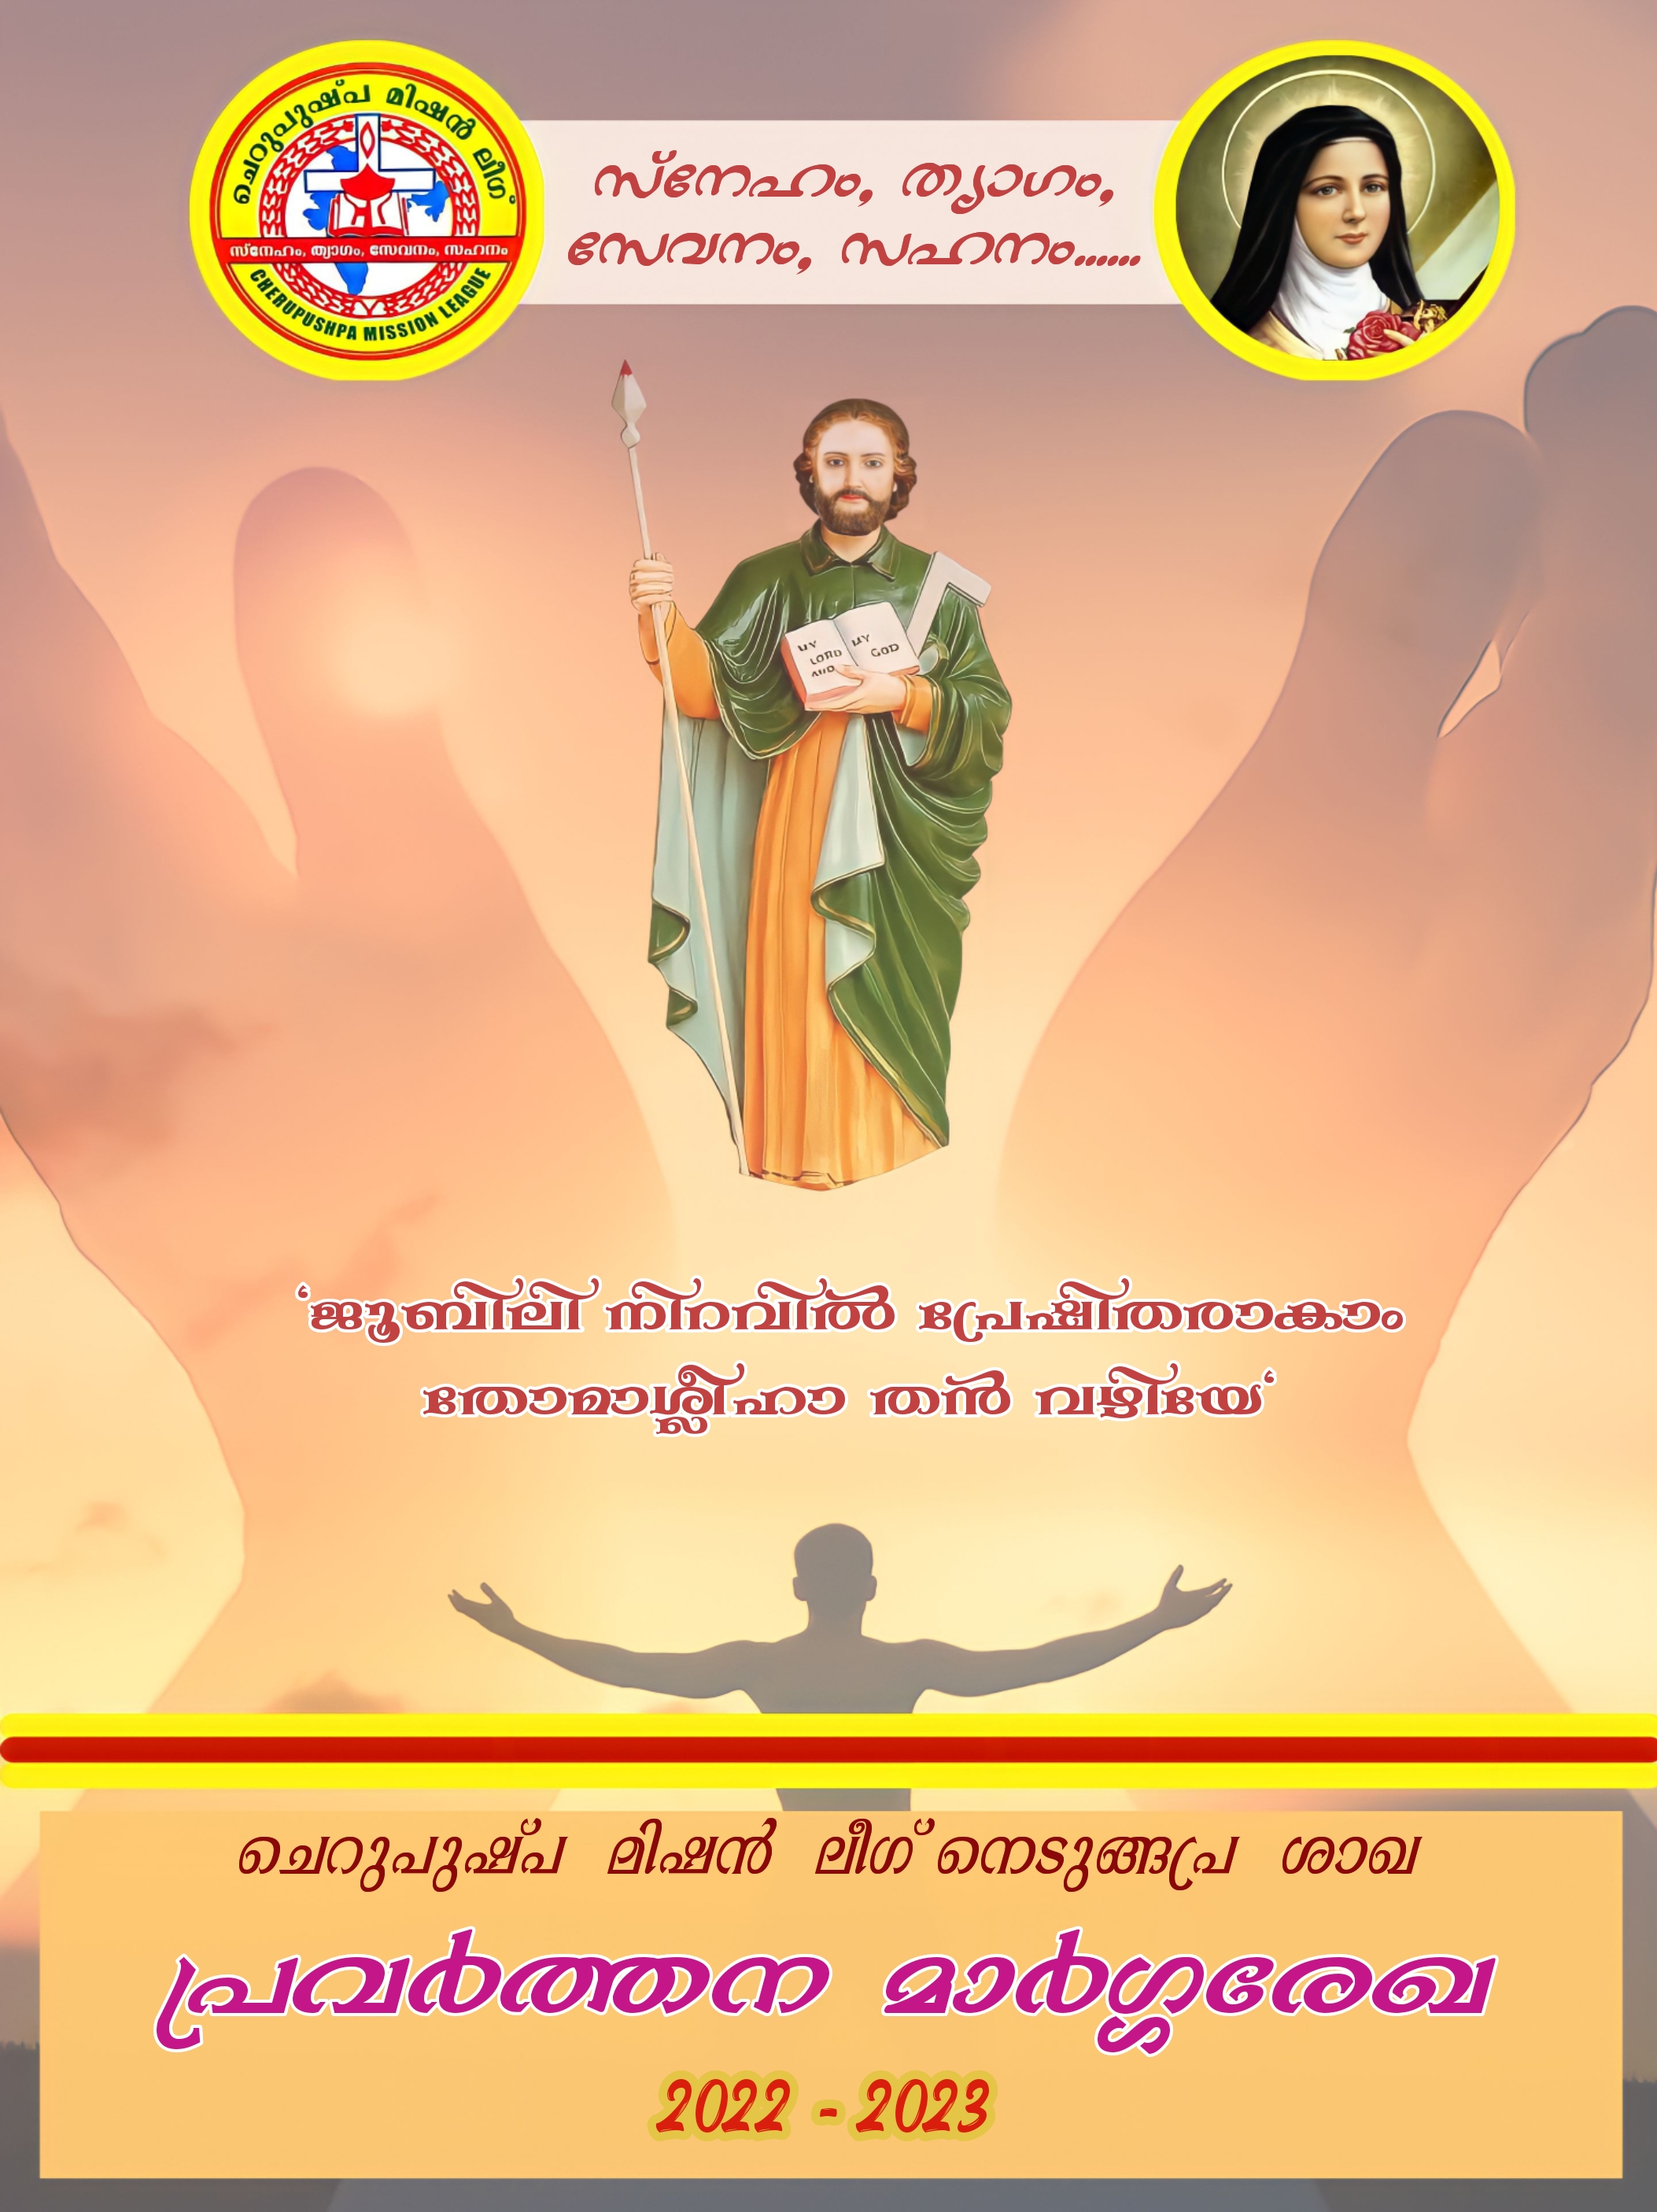 ചെറുപുഷ്പ മിഷൻ ലീഗ്
സ്നേഹം, ത്യാഗം, സേവനം, സഹനം
CHERUPUSHPA MISSION LEAGUE
സ്നേഹം, ത്യാഗം,
സേവനം, സഹനം......
MY
LORD
AND
MY
GOD
‘ജൂബിലി നിറവിൽ പ്രേഷിതരാകാം
തോമാശ്ലീഹാ തൻ വഴിയേ‘
ചെറുപുഷ്പ മിഷൻ ലീഗ് നെടുങ്ങപ്ര ശാഖ
പ്രവർത്തന മാർഗ്ഗരേഖ
2022 - 2023